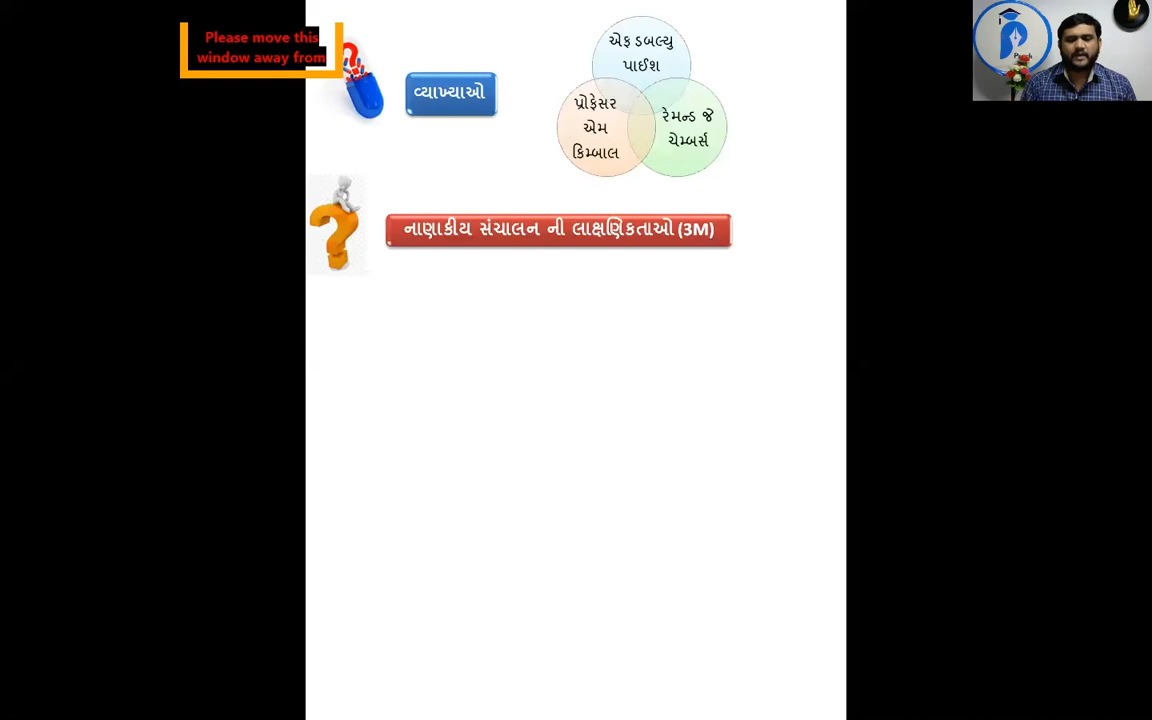 Please move this
window away from
વ્યાખ્યાઓ
એફ ડબલ્યુ
પાઈશ
પ્રોફેસર
એમ
કિમ્બાલ
રેમન્ડ જે
ચેમ્બર્સ
નાણાકીય સંચાલન ની લાક્ષણિકતાઓ (3M)